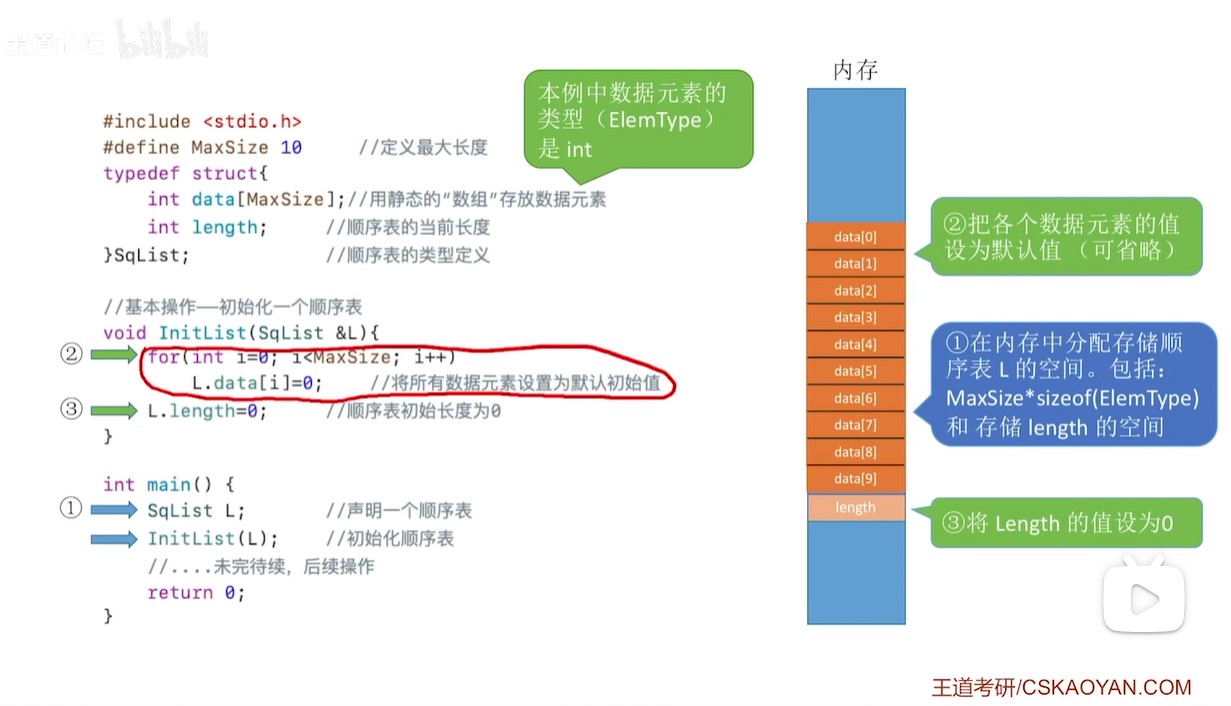 王道论坛 bilibili
内存
本例中数据元素的
类型（ElemType）
是 int
#include <stdio.h>
#define MaxSize 10 //定义最大长度
typedef struct{
int data[MaxSize];//用静态的“数组”存放数据元素
int length; //顺序表的当前长度
}SqList; //顺序表的类型定义
//基本操作——初始化一个顺序表
void InitList(SqList &L){
② for(int i=0; i<MaxSize; i++)
L.data[i]=0; //将所有数据元素设置为默认初始值
③ L.length=0; //顺序表初始长度为0
}
int main() {
① SqList L; //声明一个顺序表
InitList(L); //初始化顺序表
//....未完待续，后续操作
return 0;
}
data[0]
data[1]
data[2]
data[3]
data[4]
data[5]
data[6]
data[7]
data[8]
data[9]
length
②把各个数据元素的值
设为默认值 （可省略）
①在内存中分配存储顺
序表 L 的空间。包括：
MaxSize*sizeof(ElemType)
和 存储 length 的空间
③将 Length 的值设为0
王道考研/CSKAOYAN.COM